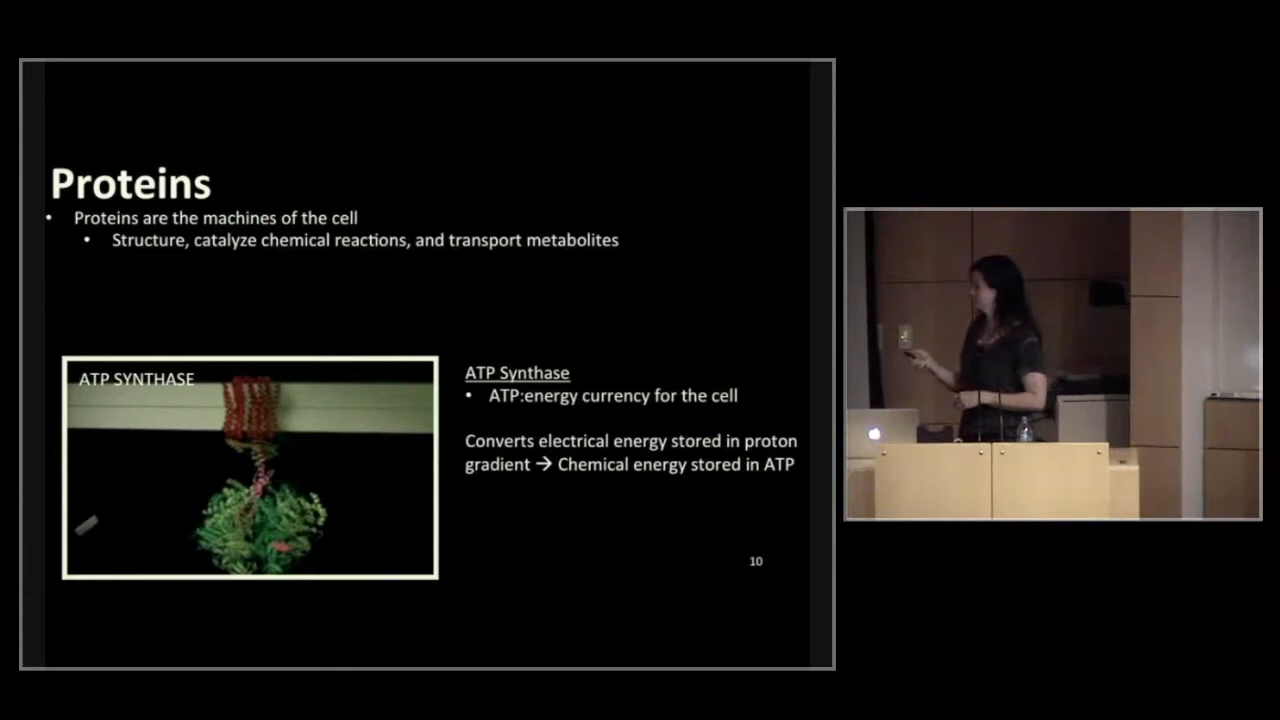 Proteins
• Proteins are the machines of the cell
• Structure, catalyze chemical reactions, and transport metabolites
ATP SYNTHASE
ATP Synthase
• ATP:energy currency for the cell
Converts electrical energy stored in proton
gradient → Chemical energy stored in ATP
10